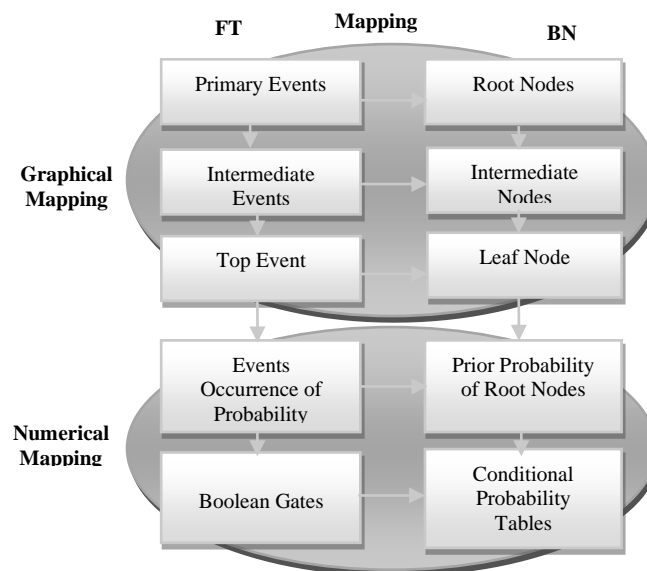 FT
Mapping
BN
Primary Events
Root Nodes
Graphical
Mapping
Intermediate
Events
Intermediate
Nodes
Top Event
Leaf Node
Numerical
Mapping
Events
Occurrence of
Probability
Prior Probability
of Root Nodes
Boolean Gates
Conditional
Probability
Tables